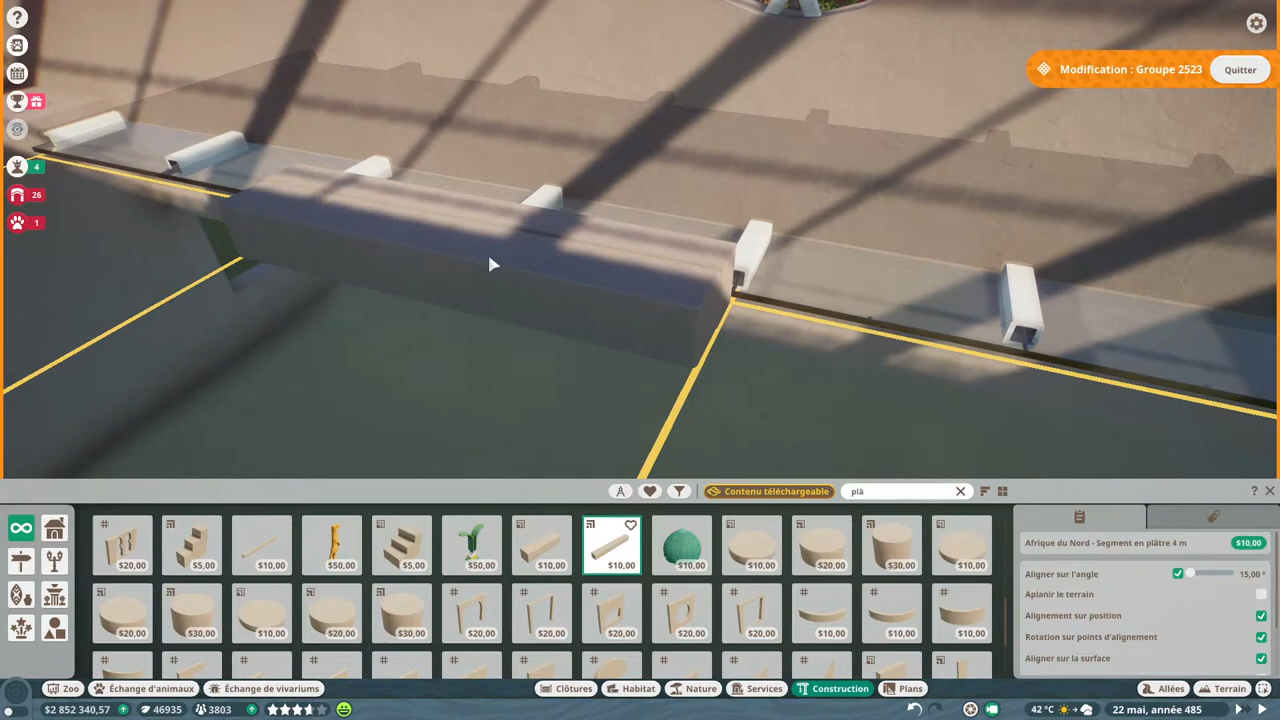 ?
Modification : Groupe 2523
Quitter
4
26
1
Contenu téléchargeable
plâ
?
$20,00
$5,00
$10,00
$5,00
$5,00
$50,00
$10,00
$10,00
$10,00
$10,00
$20,00
$30,00
$10,00
$20,00
$30,00
$10,00
$20,00
$30,00
$20,00
$20,00
$20,00
$20,00
$20,00
$10,00
$10,00
$10,00
Afrique du Nord - Segment en plâtre 4 m
$10,00
Aligner sur l'angle
15,00 °
Aplanir le terrain
Alignement sur position
Rotation sur points d'alignement
Aligner sur la surface
Zoo
Échange d'animaux
Échange de vivariums
Clôtures
Habitat
Nature
Services
Construction
Plans
Allées
Terrain
$2 852 340,57
46935
3803
42 °C
22 mai, année 485